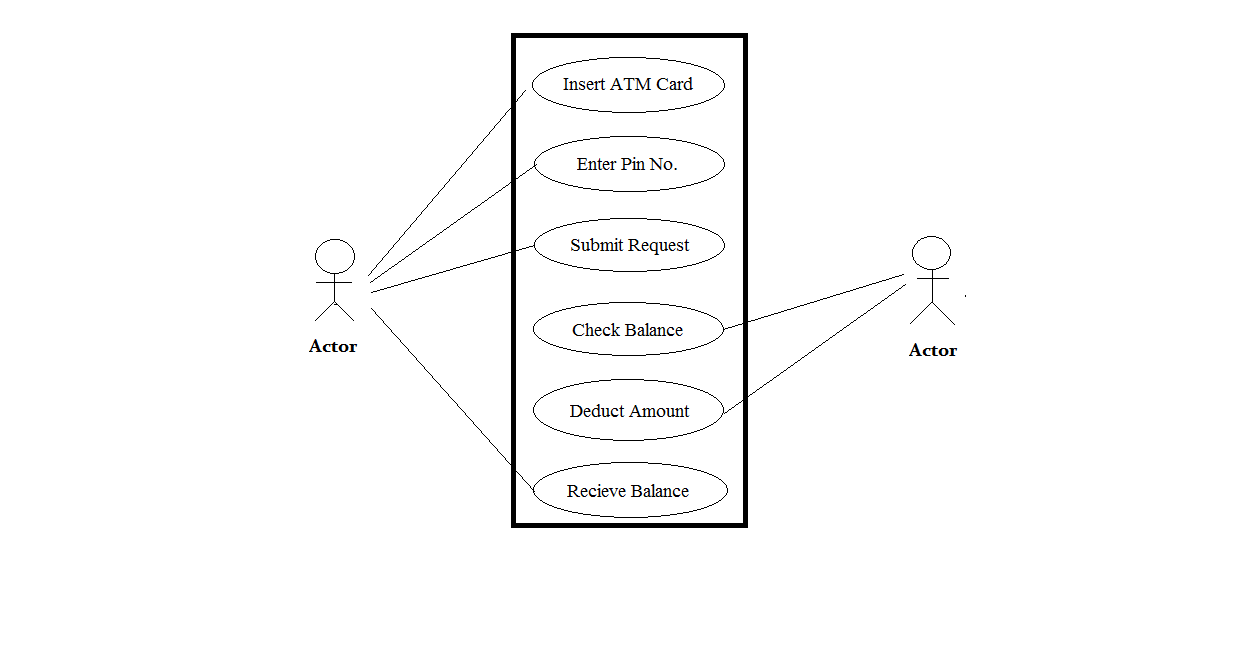 Insert ATM Card
Enter Pin No.
Submit Request
Check Balance
Deduct Amount
Recieve Balance
Actor
Actor